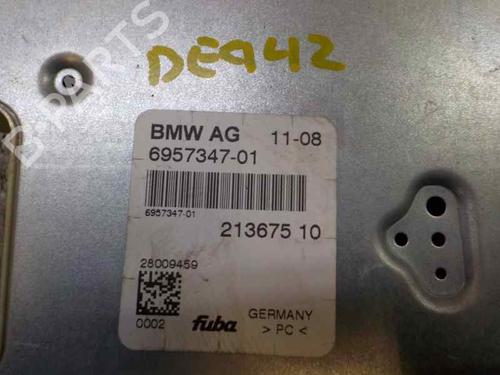 DE942
BMW AG 11-08
6957347-01
6957347-01
213675 10
28009459
0002 fuba GERMANY
> PC <